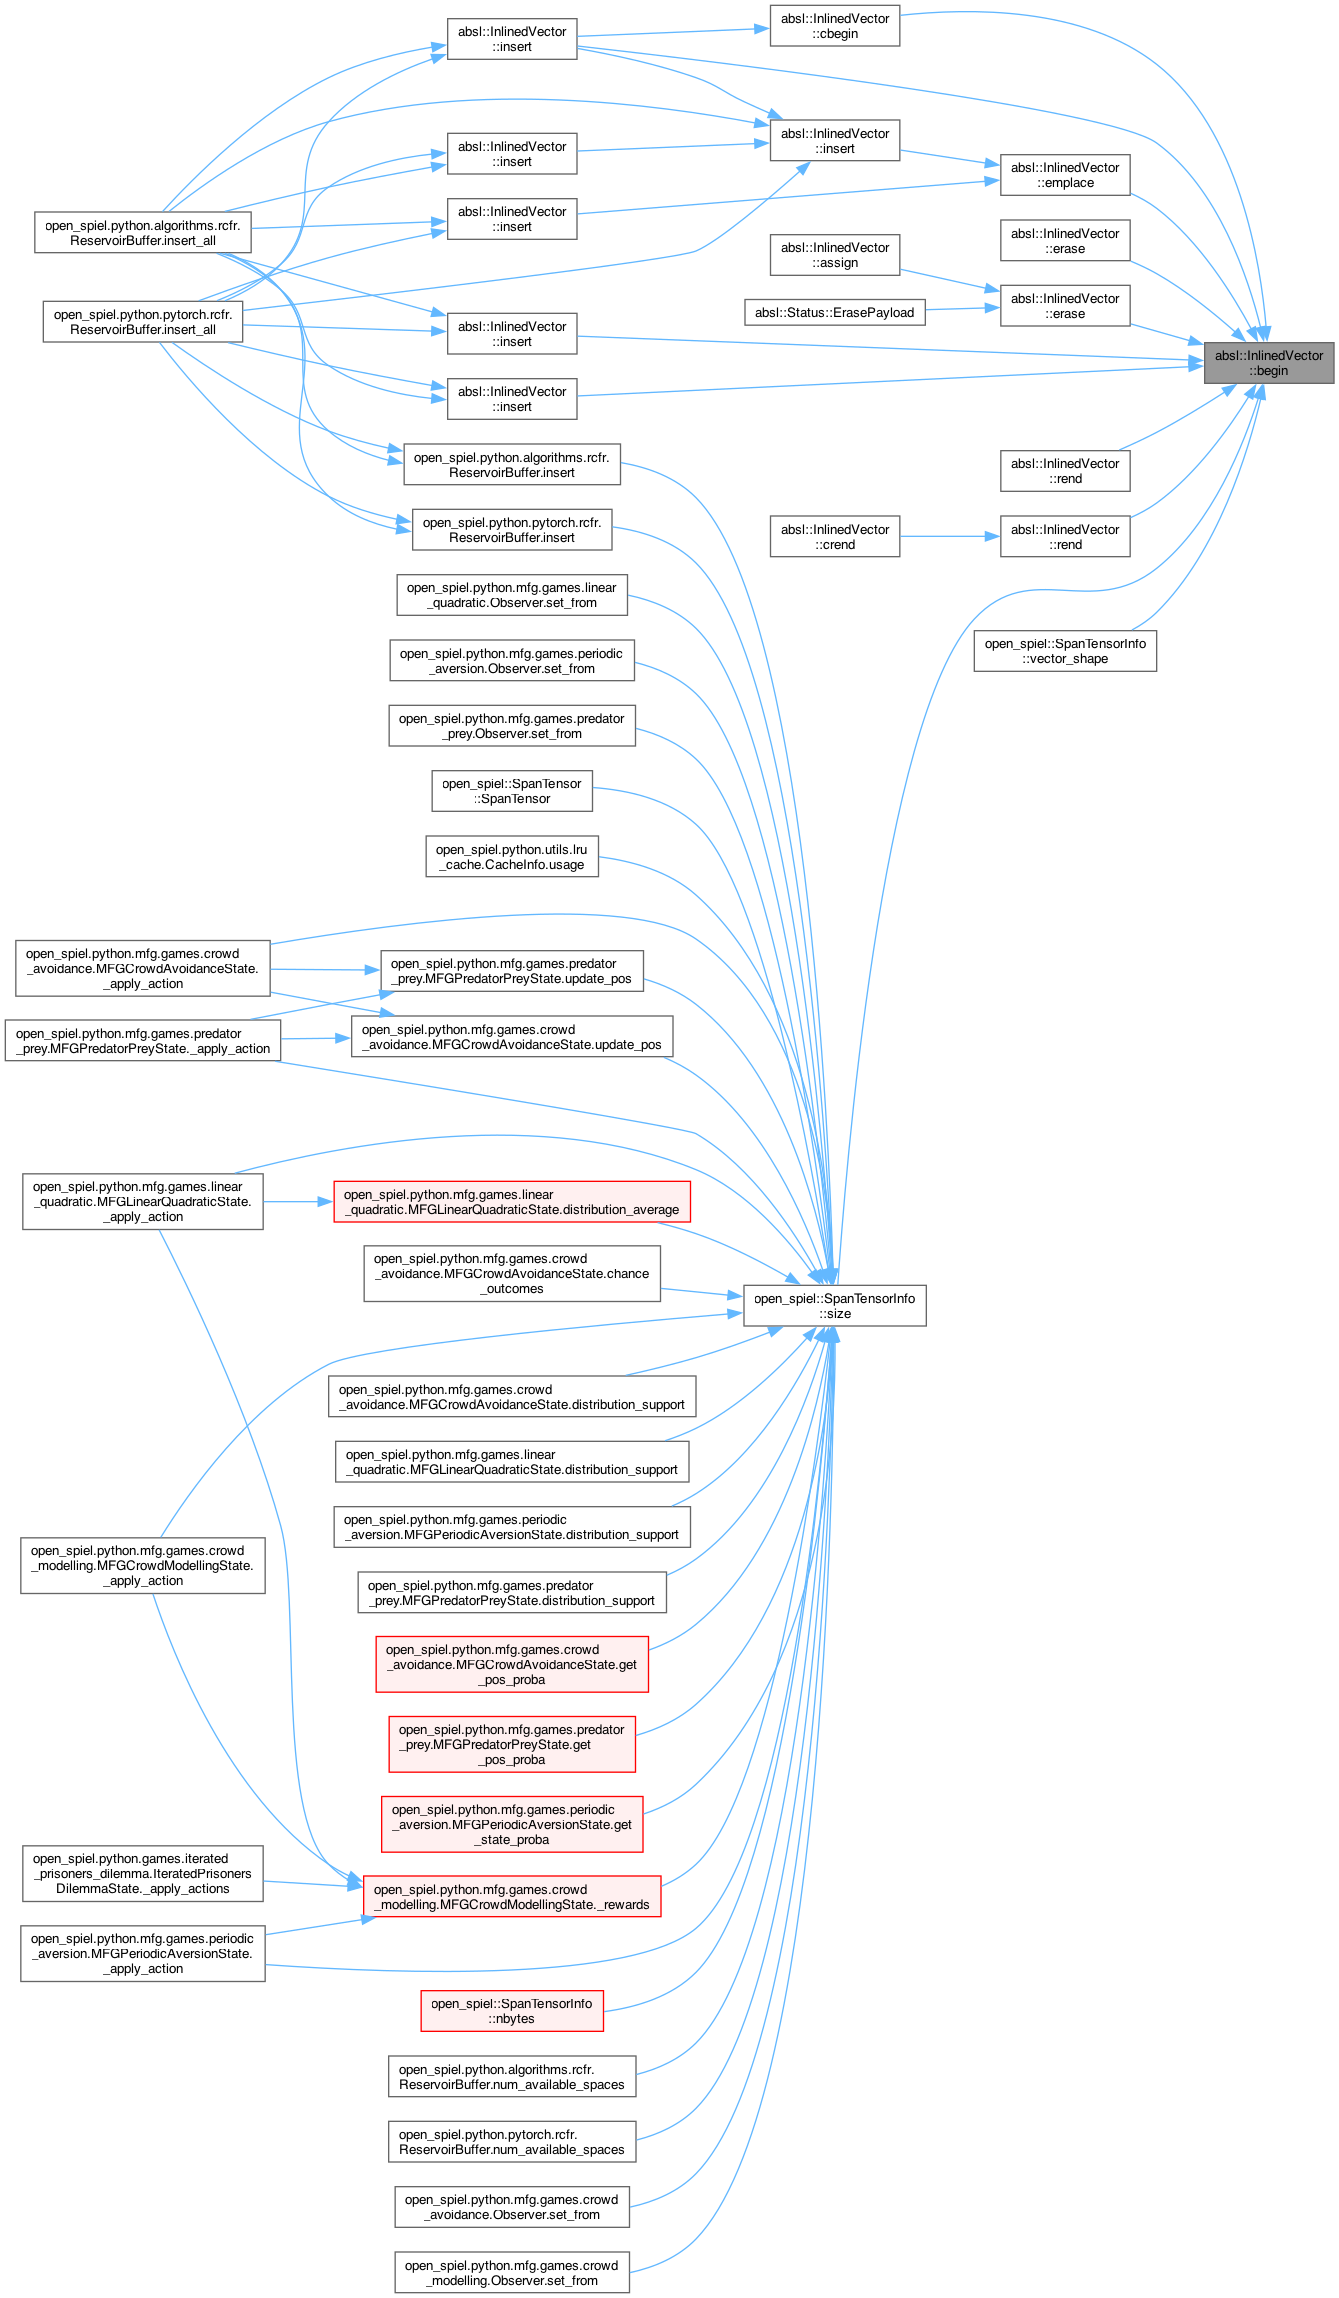 absl::InlinedVector
::cbegin
absl::InlinedVector
::insert
absl::InlinedVector
::insert
absl::InlinedVector
::insert
absl::InlinedVector
::emplace
absl::InlinedVector
::insert
open_spiel.python.algorithms.rcfr.
ReservoirBuffer.insert_all
absl::InlinedVector
::erase
absl::InlinedVector
::assign
absl::InlinedVector
::erase
absl::Status::ErasePayload
open_spiel.python.pytorch.rcfr.
ReservoirBuffer.insert_all
absl::InlinedVector
::insert
absl::InlinedVector
::begin
absl::InlinedVector
::insert
open_spiel.python.algorithms.rcfr.
ReservoirBuffer.insert
absl::InlinedVector
::rend
open_spiel.python.pytorch.rcfr.
ReservoirBuffer.insert
absl::InlinedVector
::crend
absl::InlinedVector
::rend
open_spiel.python.mfg.games.linear
_quadratic.Observer.set_from
open_spiel::SpanTensorInfo
::vector_shape
open_spiel.python.mfg.games.periodic
_aversion.Observer.set_from
open_spiel.python.mfg.games.predator
_prey.Observer.set_from
open_spiel::SpanTensor
::SpanTensor
open_spiel.python.utils.lru
_cache.CacheInfo.usage
open_spiel.python.mfg.games.crowd
_avoidance.MFGCrowdAvoidanceState.
_apply_action
open_spiel.python.mfg.games.predator
_prey.MFGPredatorPreyState.update_pos
open_spiel.python.mfg.games.predator
_prey.MFGPredatorPreyState._apply_action
open_spiel.python.mfg.games.crowd
_avoidance.MFGCrowdAvoidanceState.update_pos
open_spiel.python.mfg.games.linear
_quadratic.MFGLinearQuadraticState.
_apply_action
open_spiel.python.mfg.games.linear
_quadratic.MFGLinearQuadraticState.distribution_average
open_spiel.python.mfg.games.crowd
_avoidance.MFGCrowdAvoidanceState.chance
_outcomes
open_spiel::SpanTensorInfo
::size
open_spiel.python.mfg.games.crowd
_avoidance.MFGCrowdAvoidanceState.distribution_support
open_spiel.python.mfg.games.linear
_quadratic.MFGLinearQuadraticState.distribution_support
open_spiel.python.mfg.games.periodic
_aversion.MFGPeriodicAversionState.distribution_support
open_spiel.python.mfg.games.crowd
_modelling.MFGCrowdModellingState.
_apply_action
open_spiel.python.mfg.games.predator
_prey.MFGPredatorPreyState.distribution_support
open_spiel.python.mfg.games.crowd
_avoidance.MFGCrowdAvoidanceState.get
_pos_proba
open_spiel.python.mfg.games.predator
_prey.MFGPredatorPreyState.get
_pos_proba
open_spiel.python.mfg.games.periodic
_aversion.MFGPeriodicAversionState.get
_state_proba
open_spiel.python.games.iterated
_prisoners_dilemma.IteratedPrisoners
DilemmaState._apply_actions
open_spiel.python.mfg.games.crowd
_modelling.MFGCrowdModellingState._rewards
open_spiel.python.mfg.games.periodic
_aversion.MFGPeriodicAversionState.
_apply_action
open_spiel::SpanTensorInfo
::nbytes
open_spiel.python.algorithms.rcfr.
ReservoirBuffer.num_available_spaces
open_spiel.python.pytorch.rcfr.
ReservoirBuffer.num_available_spaces
open_spiel.python.mfg.games.crowd
_avoidance.Observer.set_from
open_spiel.python.mfg.games.crowd
_modelling.Observer.set_from